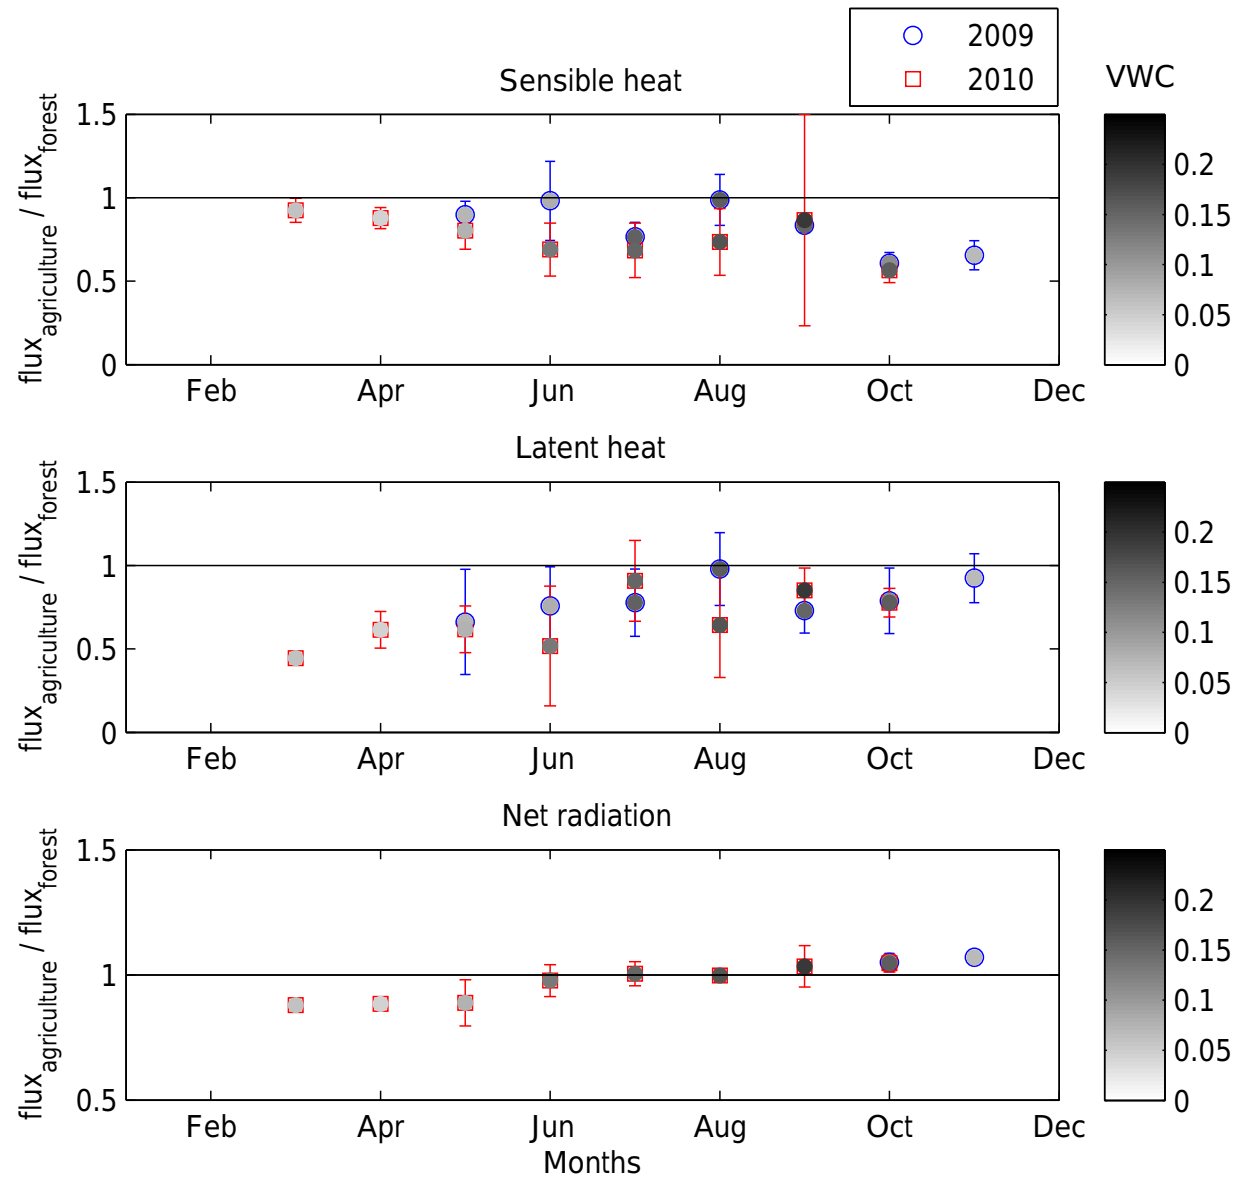 2009
2010
Sensible heat
VWC
flux_agriculture / flux_forest
1.5
1
0.5
0
Feb Apr Jun Aug Oct Dec
0.2
0.15
0.1
0.05
0
Latent heat
flux_agriculture / flux_forest
1.5
1
0.5
0
Feb Apr Jun Aug Oct Dec
0.2
0.15
0.1
0.05
0
Net radiation
flux_agriculture / flux_forest
1.5
1
0.5
Feb Apr Jun Aug Oct Dec
Months
0.2
0.15
0.1
0.05
0